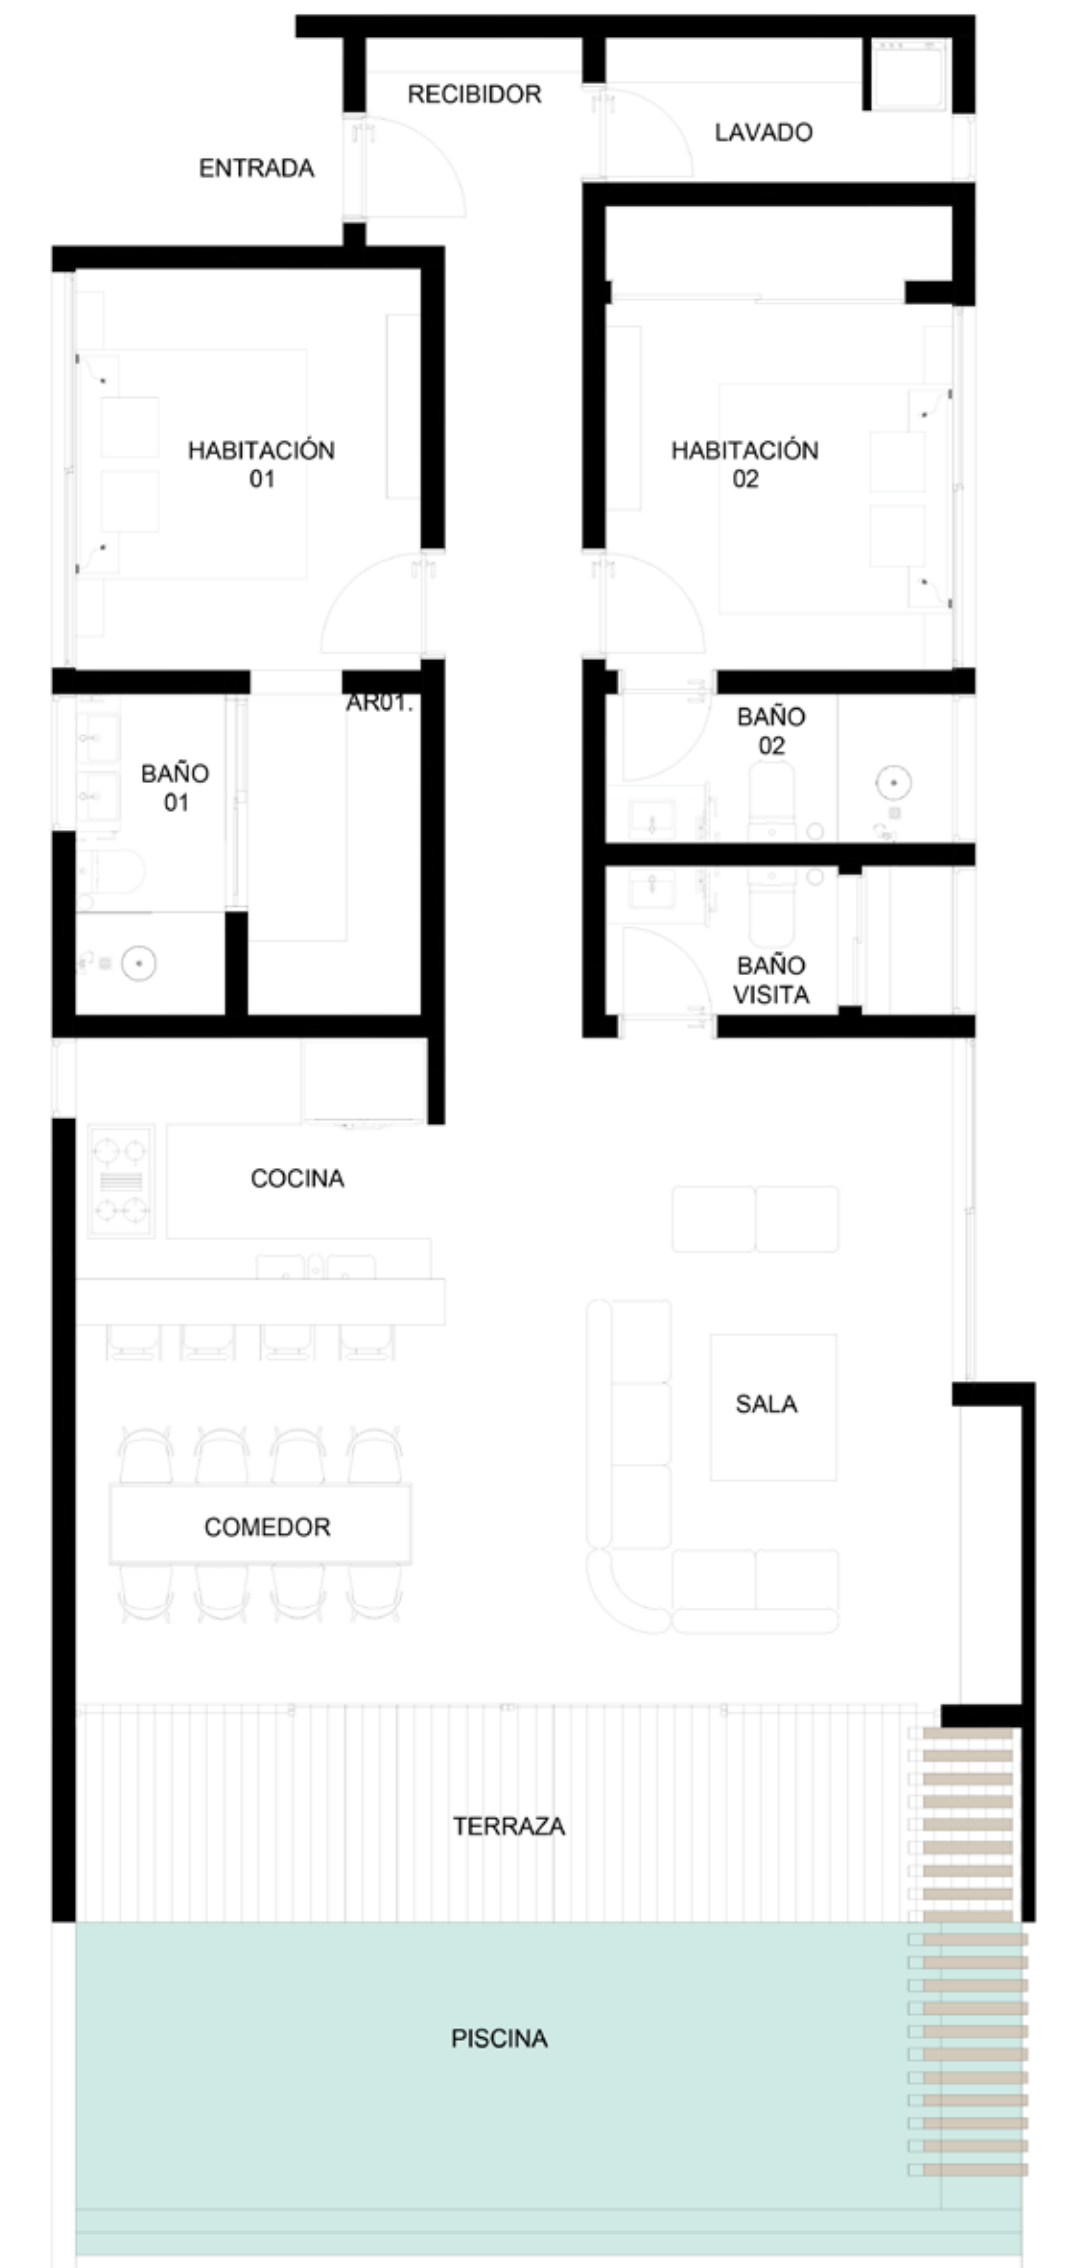 RECIBIDOR
LAVADO
ENTRADA
HABITACIÓN
01
HABITACIÓN
02
AR01.
BAÑO
01
BAÑO
02
BAÑO
VISITA
COCINA
SALA
COMEDOR
TERRAZA
PISCINA